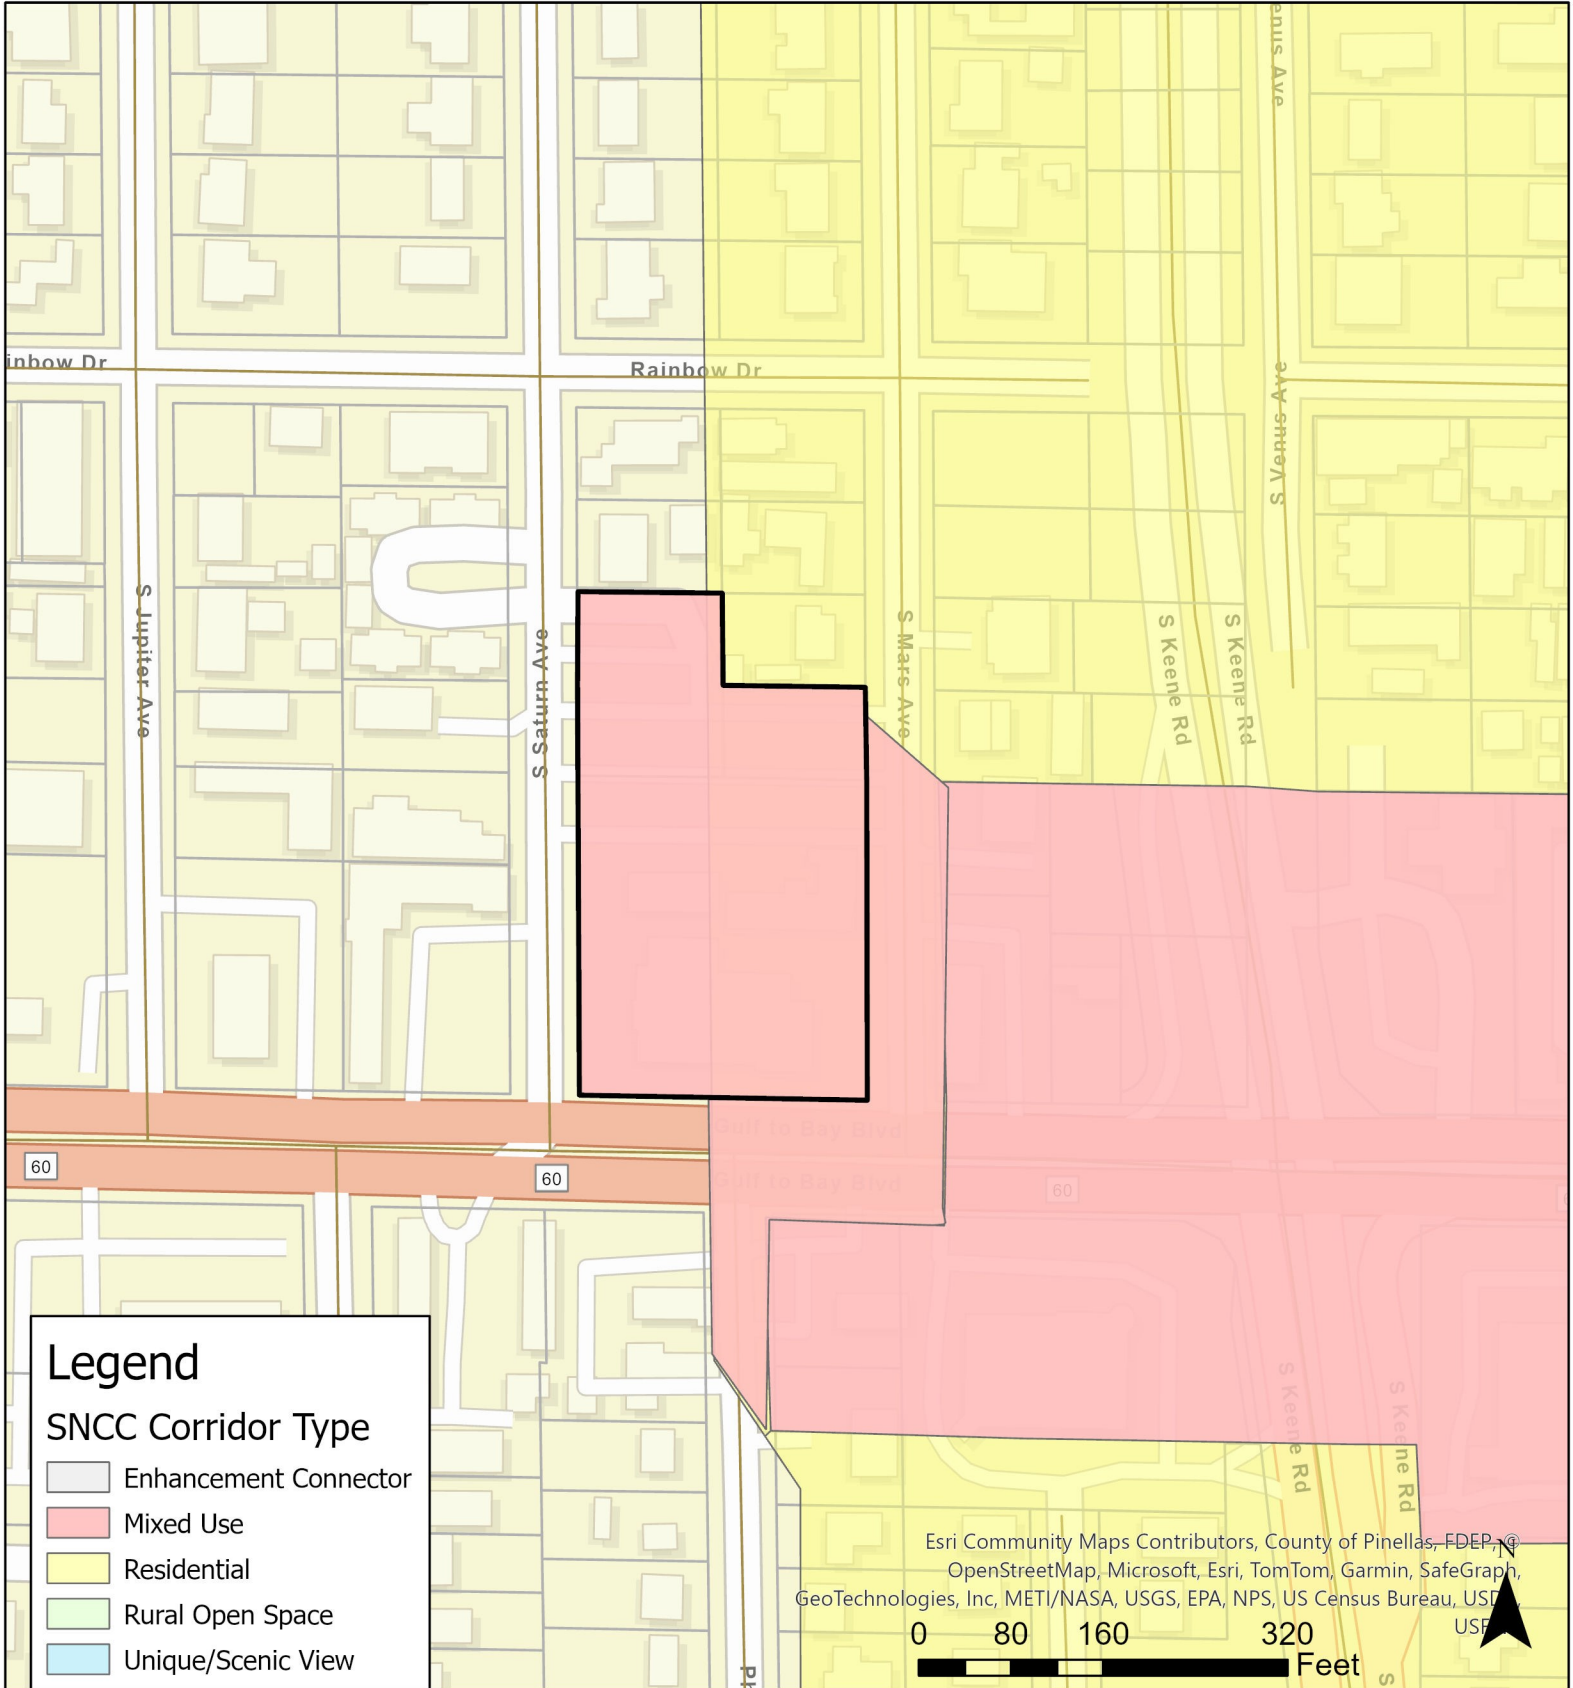 enus Ave
inbow Dr
Rainbow Dr
S Venus Ave
S Jupiter Ave
S Saturn Ave
S Mars Ave
S Keene Rd
S Keene Rd
Gulf to Bay Blvd
60
60
Gulf to Bay Blvd
60
S Keene Rd
S Keene Rd
Legend
SNCC Corridor Type
Enhancement Connector
Mixed Use
Residential
Rural Open Space
Unique/Scenic View
Esri Community Maps Contributors, County of Pinellas, FDEP, ©
OpenStreetMap, Microsoft, Esri, TomTom, Garmin, SafeGraph,
GeoTechnologies, Inc, METI/NASA, USGS, EPA, NPS, US Census Bureau,
N
0 80 160 320
Feet
S